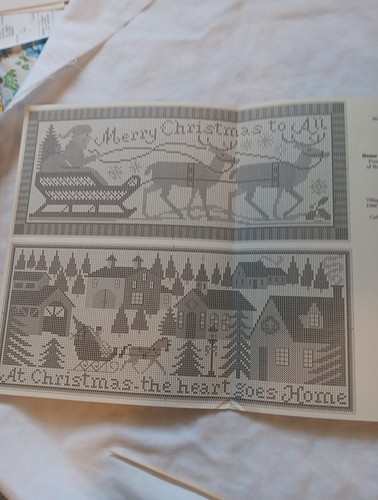 Merry Christmas to All
At Christmas-the heart goes Home